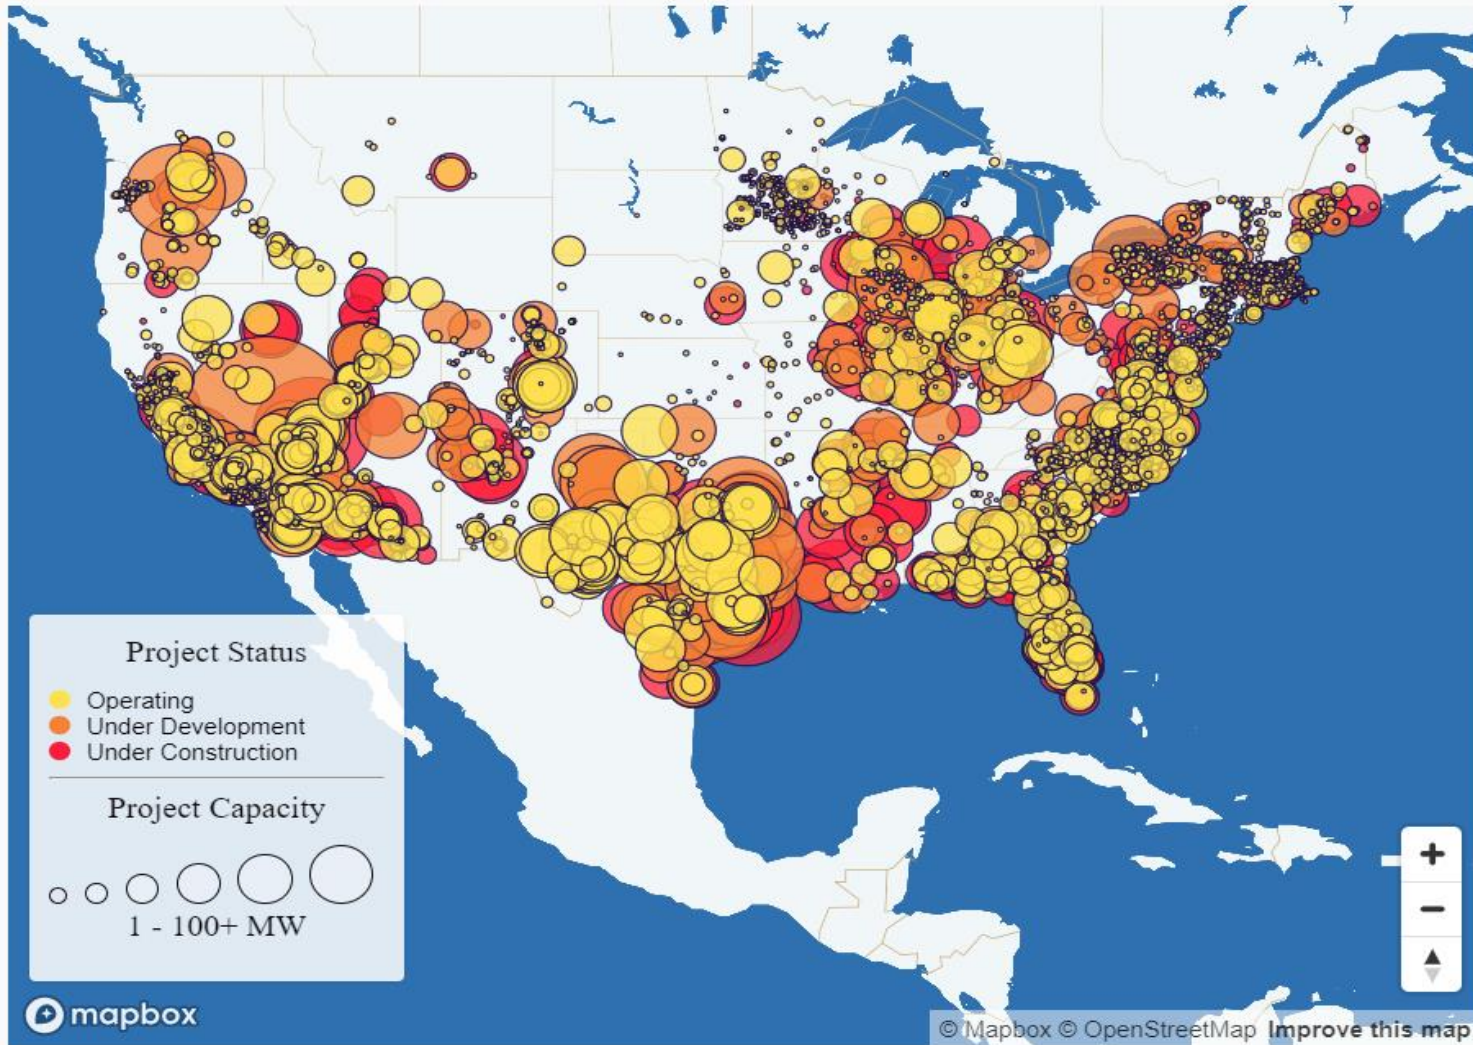 Project Status
Operating
Under Development
Under Construction
Project Capacity
1 - 100+ MW
mapbox
© Mapbox © OpenStreetMap Improve this map